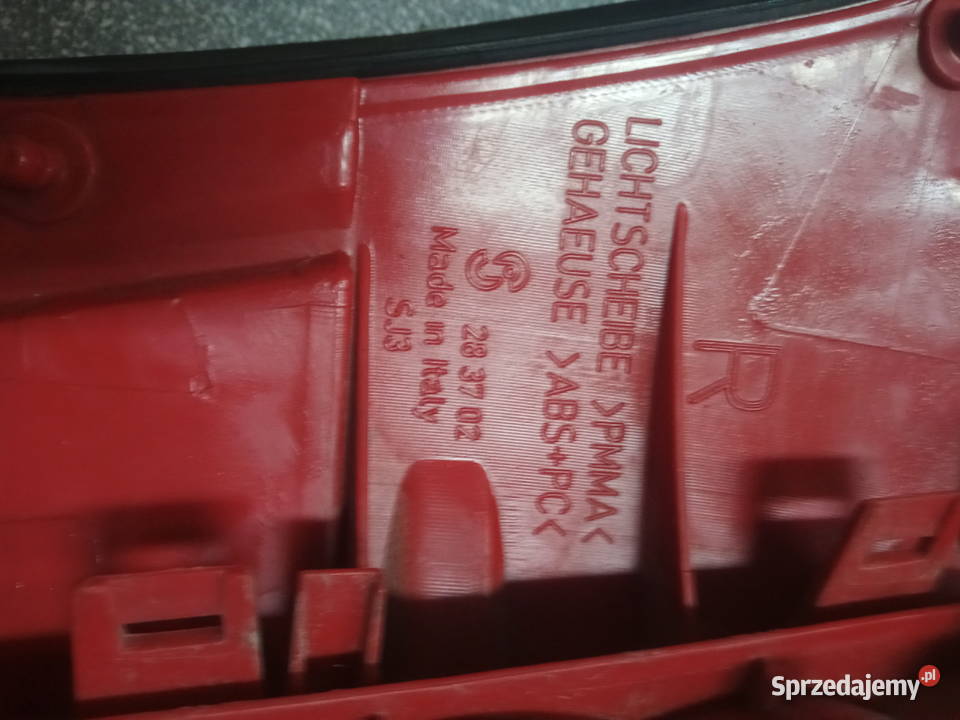 LICHTSCHEIBE >PMMA<
GEHAEUSE >ABS+PC<
R
28 37 02
Made in Italy
SJ3
Sprzedajemy.pl